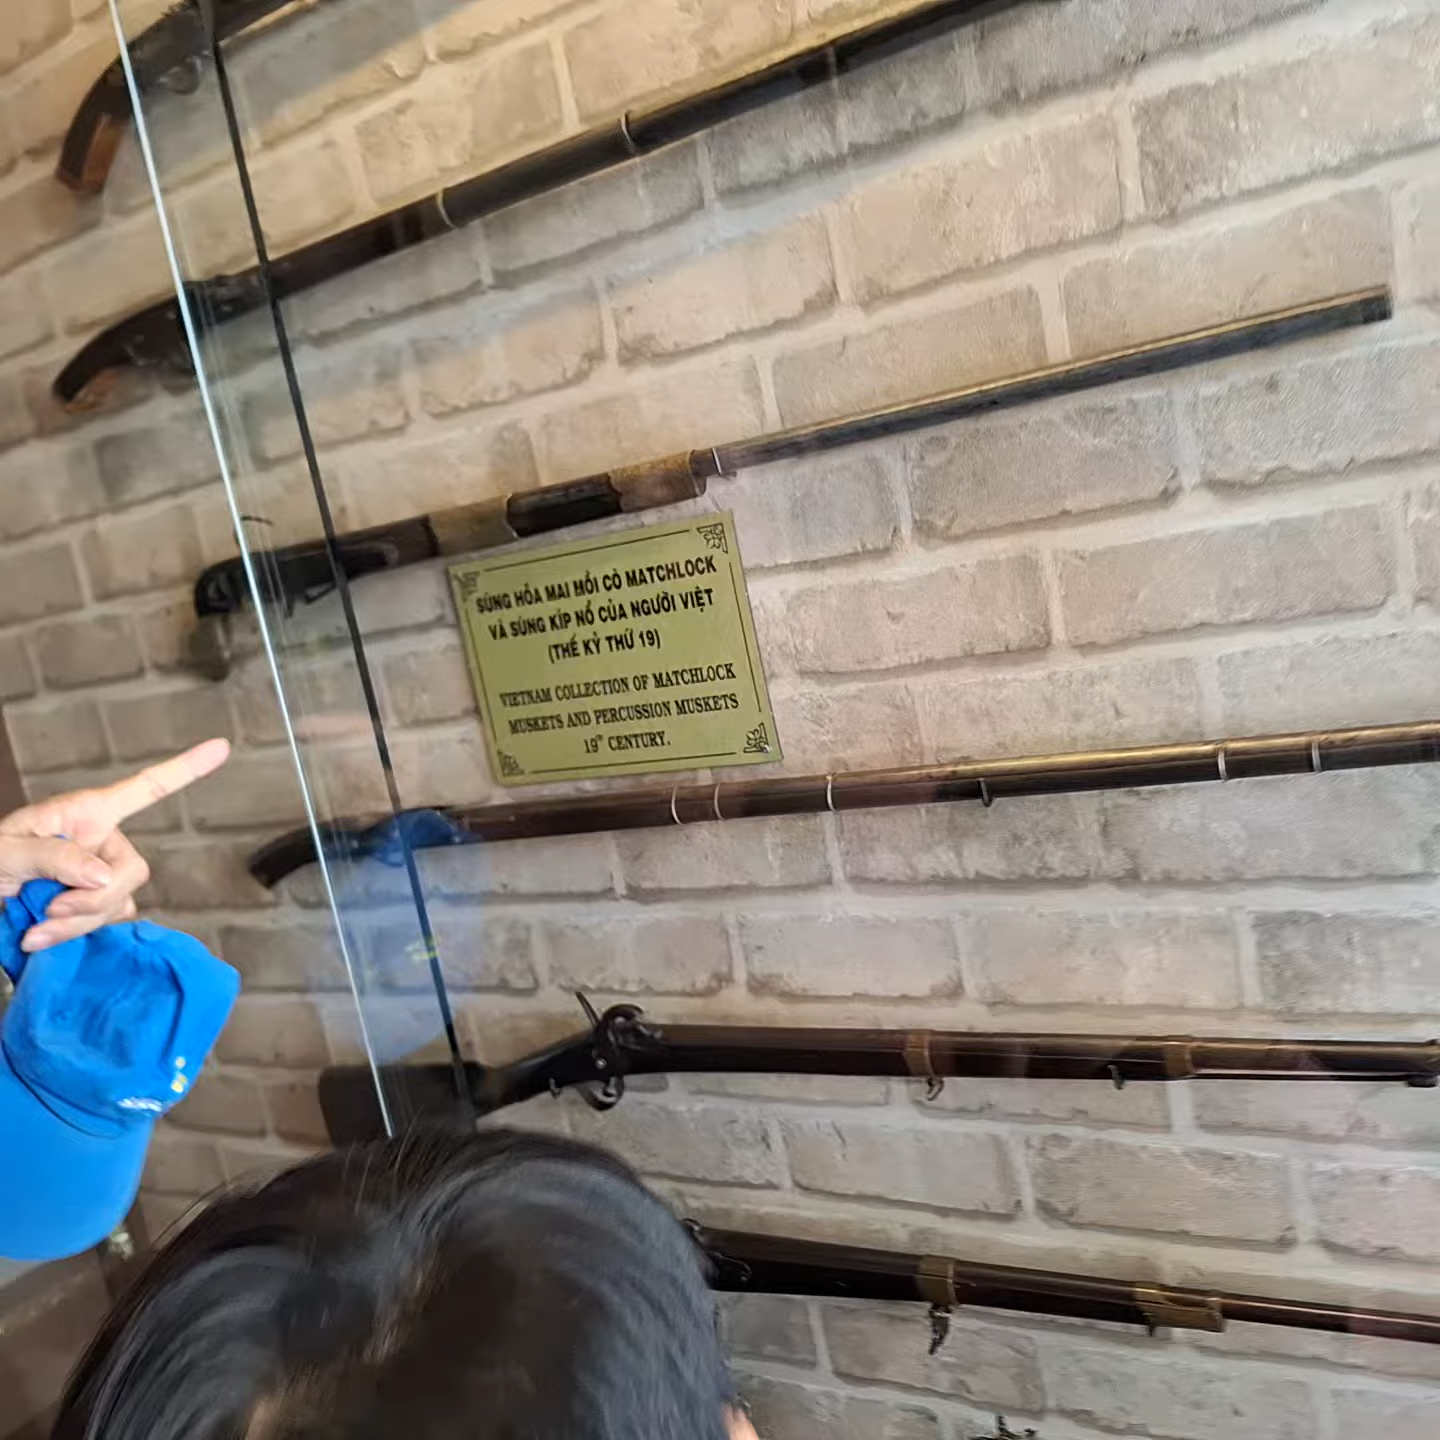 SÚNG HỎA MAI MỒI CÒ MATCHLOCK
VÀ SÚNG KÍP NỔ CỦA NGƯỜI VIỆT
(THẾ KỶ THỨ 19)
VIETNAM COLLECTION OF MATCHLOCK
MUSKETS AND PERCUSSION MUSKETS
19TH CENTURY.